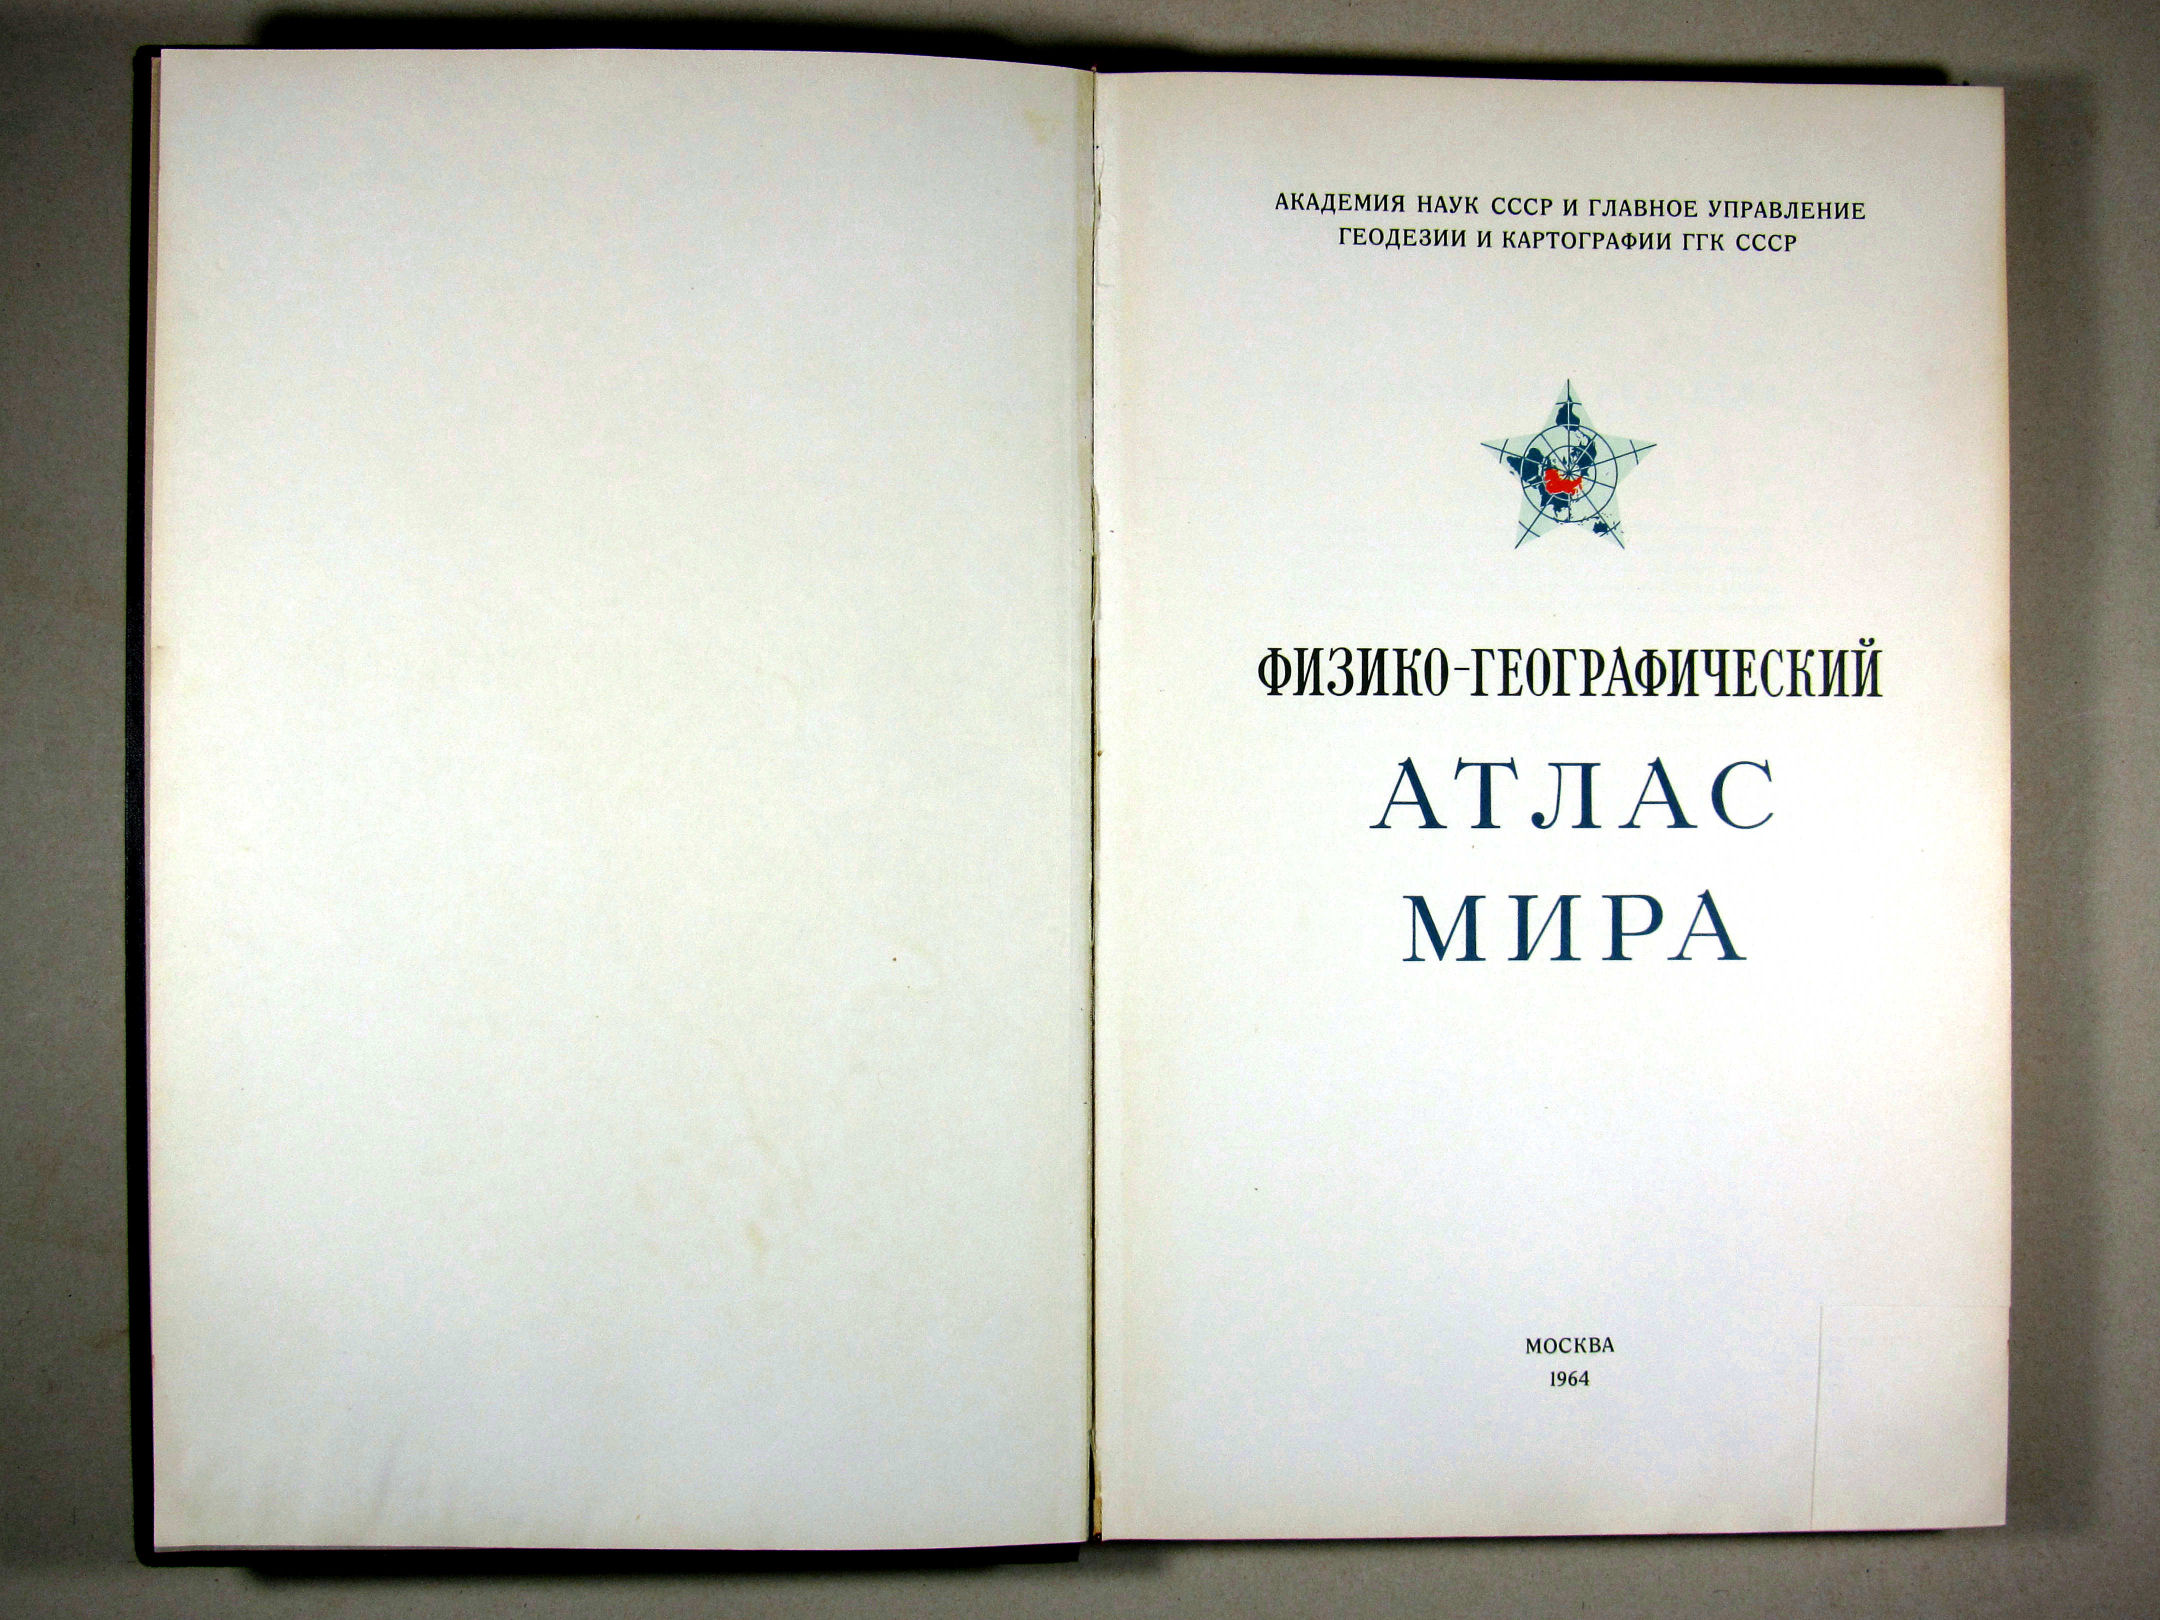 АКАДЕМИЯ НАУК СССР И ГЛАВНОЕ УПРАВЛЕНИЕ
ГЕОДЕЗИИ И КАРТОГРАФИИ ГГК СССР
ФИЗИКО-ГЕОГРАФИЧЕСКИЙ
АТЛАС
МИРА
МОСКВА
1964